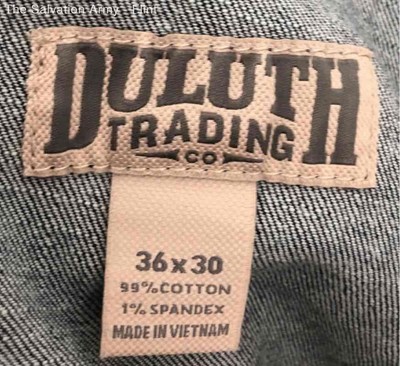 The Salvation Army - Flint
DULUTH
TRADING
CO
36x30
99% COTTON
1% SPANDEX
MADE IN VIETNAM